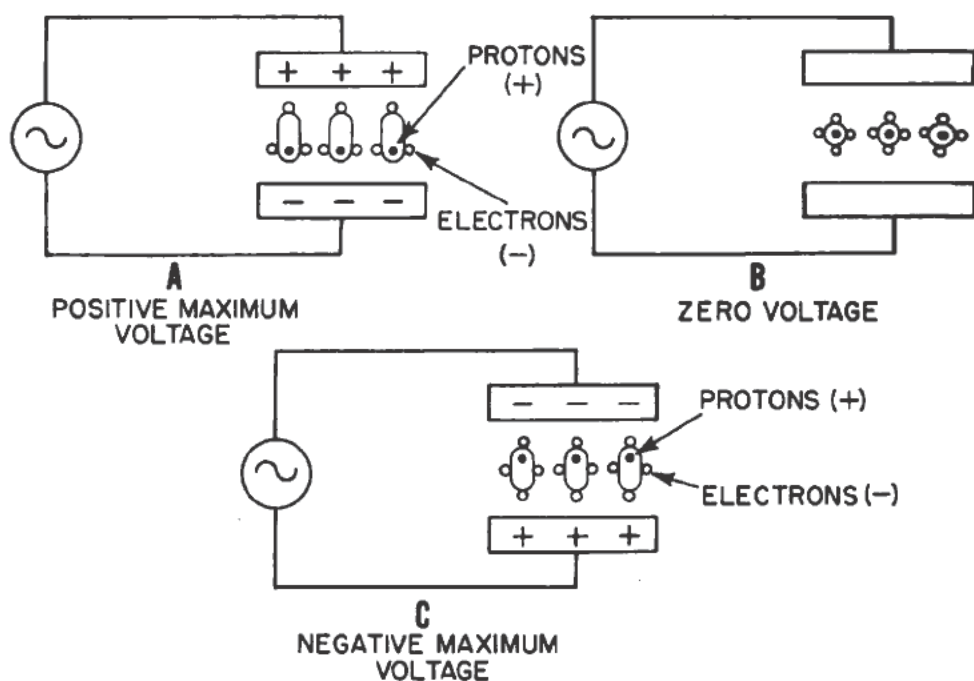 + + +
PROTONS
(+)
− − −
ELECTRONS
(−)
A
POSITIVE MAXIMUM
VOLTAGE
B
ZERO VOLTAGE
− − −
PROTONS (+)
ELECTRONS (−)
+ + +
C
NEGATIVE MAXIMUM
VOLTAGE